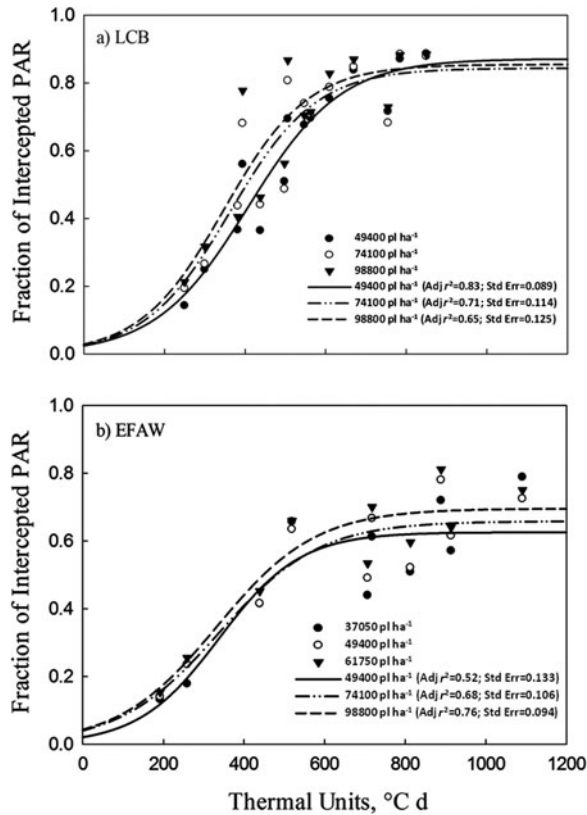 a) LCB
Fraction of Intercepted PAR
1.0
0.8
0.6
0.4
0.2
0.0
49400 pl ha⁻¹
74100 pl ha⁻¹
98800 pl ha⁻¹
49400 pl ha⁻¹ (Adj r²=0.83; Std Err=0.089)
74100 pl ha⁻¹ (Adj r²=0.71; Std Err=0.114)
98800 pl ha⁻¹ (Adj r²=0.65; Std Err=0.125)
b) EFAW
Fraction of Intercepted PAR
1.0
0.8
0.6
0.4
0.2
0.0
37050 pl ha⁻¹
49400 pl ha⁻¹
61750 pl ha⁻¹
49400 pl ha⁻¹ (Adj r²=0.52; Std Err=0.133)
74100 pl ha⁻¹ (Adj r²=0.68; Std Err=0.106)
98800 pl ha⁻¹ (Adj r²=0.76; Std Err=0.094)
0 200 400 600 800 1000 1200
Thermal Units, °C d